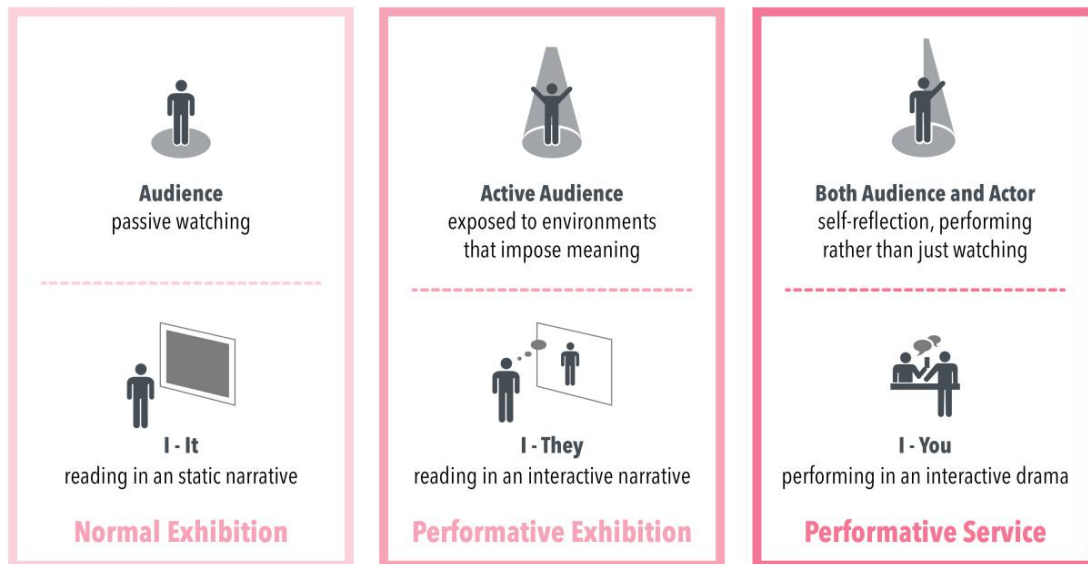 Audience
passive watching
I - It
reading in an static narrative
Normal Exhibition
Active Audience
exposed to environments
that impose meaning
I - They
reading in an interactive narrative
Performative Exhibition
Both Audience and Actor
self-reflection, performing
rather than just watching
I - You
performing in an interactive drama
Performative Service